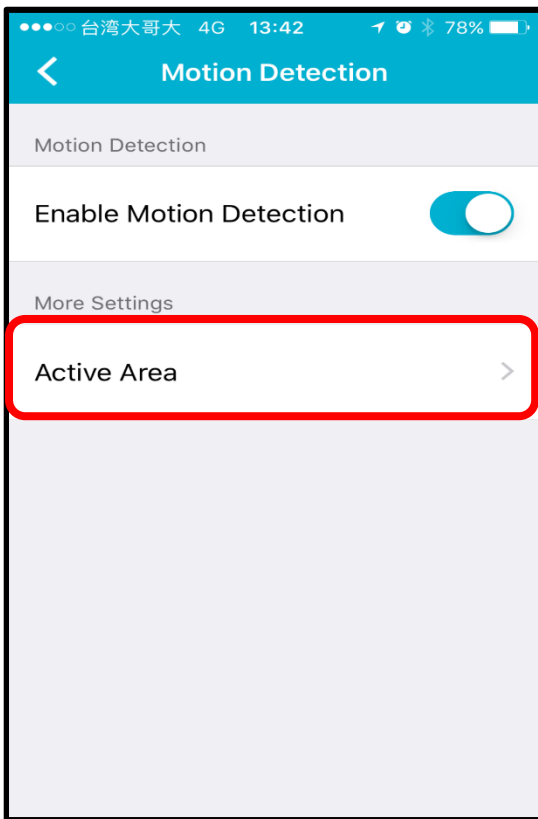 台湾大哥大 4G 13:42 78%
Motion Detection
Motion Detection
Enable Motion Detection
More Settings
Active Area